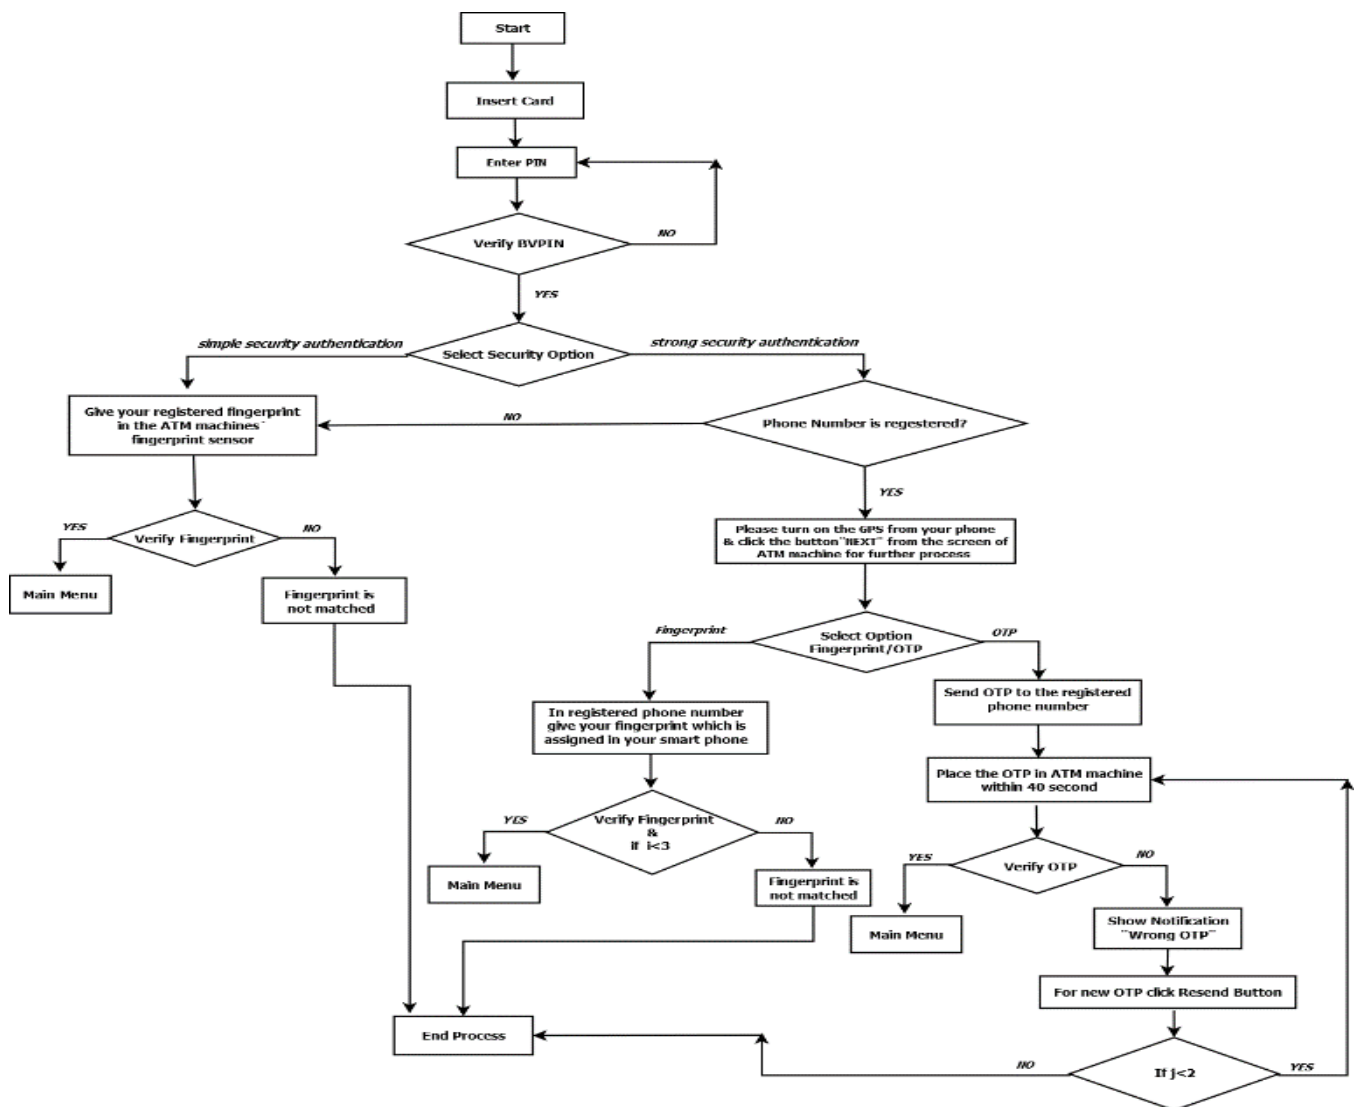 Start
Insert Card
Enter PIN
Verify BVPIN
NO
YES
simple security authentication
Select Security Option
strong security authentication
Give your registered fingerprint
in the ATM machines´
fingerprint sensor
NO
Phone Number is regestered?
YES
YES
Verify Fingerprint
NO
Please turn on the GPS from your phone
& click the button¨NEXT¨ from the screen of
ATM machine for further process
Main Menu
Fingerprint is
not matched
Fingerprint
Select Option
Fingerprint/OTP
OTP
In registered phone number
give your fingerprint which is
assigned in your smart phone
Send OTP to the registered
phone number
Place the OTP in ATM machine
within 40 second
YES
Verify Fingerprint
&
if i<3
NO
YES
Verify OTP
NO
Main Menu
Fingerprint is
not matched
Main Menu
Show Notification
¨Wrong OTP¨
For new OTP click Resend Button
End Process
NO
If j<2
YES